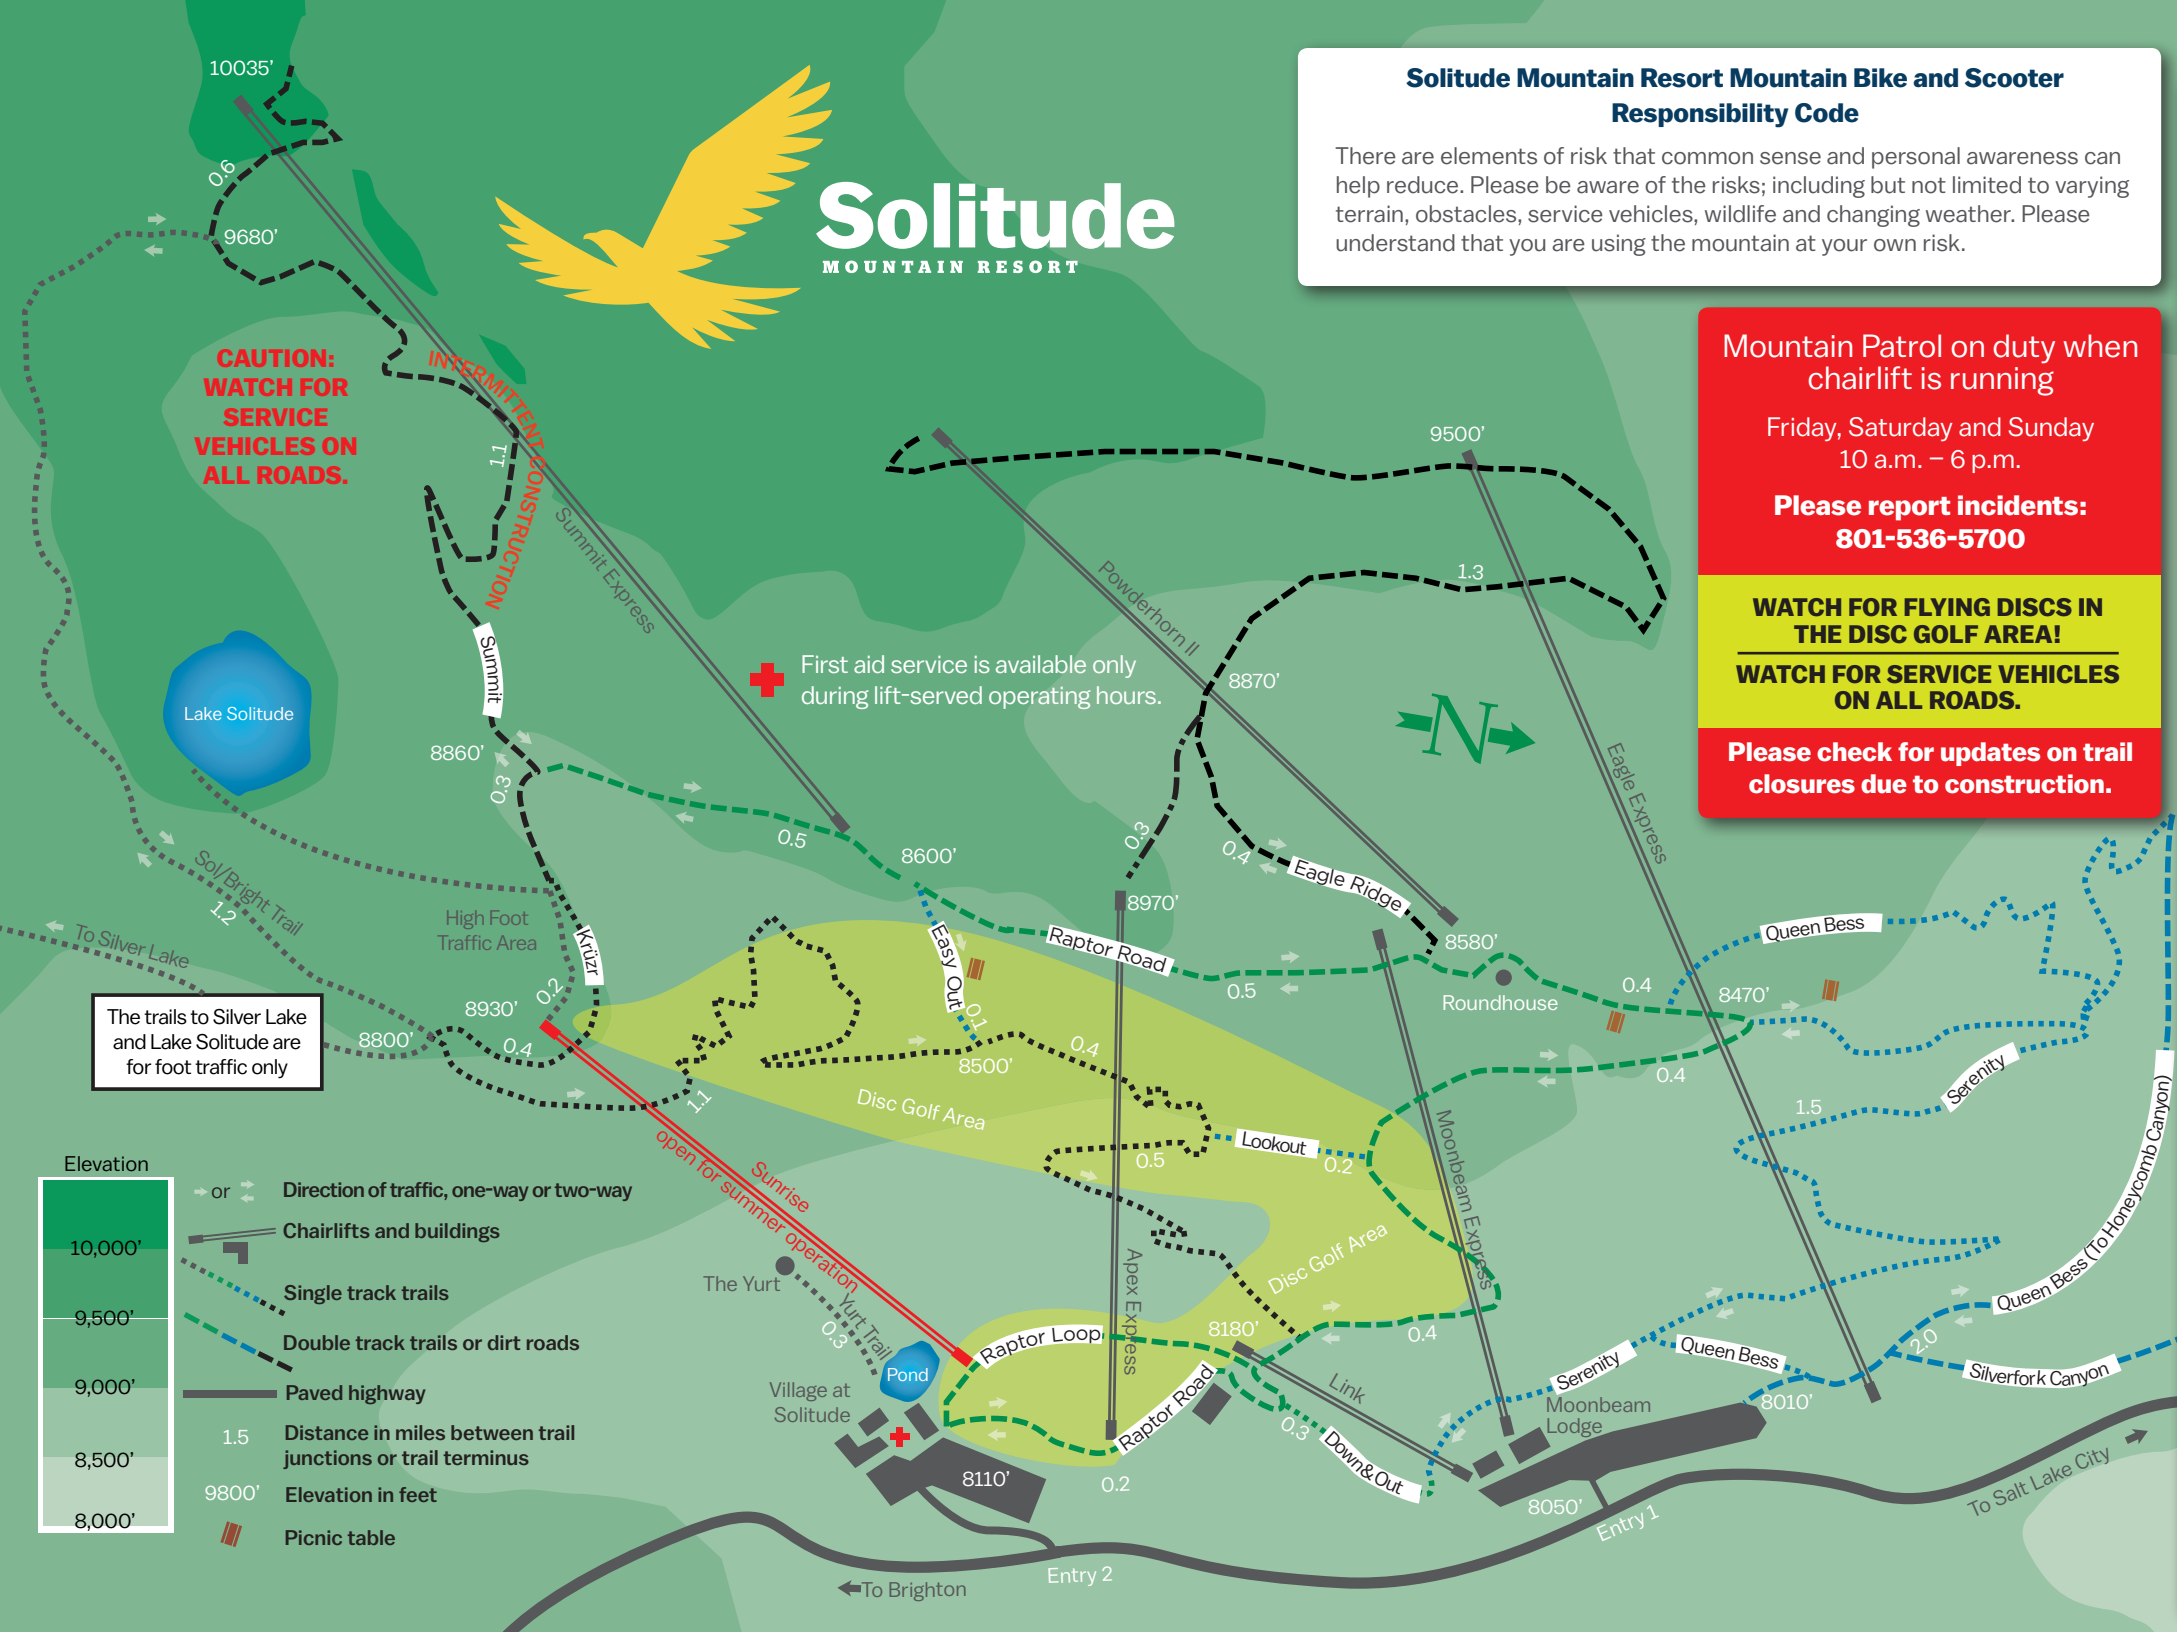 10035’
0.6
9680’
Solitude
MOUNTAIN RESORT
Solitude Mountain Resort Mountain Bike and Scooter
Responsibility Code
There are elements of risk that common sense and personal awareness can
help reduce. Please be aware of the risks; including but not limited to varying
terrain, obstacles, service vehicles, wildlife and changing weather. Please
understand that you are using the mountain at your own risk.
Mountain Patrol on duty when
chairlift is running
Friday, Saturday and Sunday
10 a.m. – 6 p.m.
Please report incidents:
801-536-5700
WATCH FOR FLYING DISCS IN
THE DISC GOLF AREA!
WATCH FOR SERVICE VEHICLES
ON ALL ROADS.
Please check for updates on trail
closures due to construction.
CAUTION:
WATCH FOR
SERVICE
VEHICLES ON
ALL ROADS.
INTERMITTENT CONSTRUCTION
1.1
Summit Express
Summit
9500’
1.3
Powderhorn II
8870’
N
Eagle Express
First aid service is available only
during lift-served operating hours.
Lake Solitude
8860’
0.3
0.5
8600’
0.3
0.4
Eagle Ridge
8970’
8580’
Roundhouse
Raptor Road
0.5
0.4
8470’
Queen Bess
Sol/Bright Trail
1.2
To Silver Lake
High Foot
Traffic Area
Krüzr
0.2
8930’
8800’
0.4
The trails to Silver Lake
and Lake Solitude are
for foot traffic only
Easy Out
0.1
8500’
0.4
1.1
Disc Golf Area
Lookout
0.2
0.5
0.4
Serenity
1.5
Moonbeam Express
Queen Bess (To Honeycomb Canyon)
Sunrise
open for summer operation
The Yurt
Yurt Trail
0.3
Pond
Apex Express
Disc Golf Area
Raptor Loop
8180’
0.4
Link
Raptor Road
0.3
Down&Out
0.2
Village at
Solitude
8110’
Serenity
Queen Bess
2.0
Silverfork Canyon
Moonbeam
Lodge
8010’
8050’
Entry 1
To Salt Lake City
Entry 2
To Brighton
Elevation
10,000’
9,500’
9,000’
8,500’
8,000’
or
Direction of traffic, one-way or two-way
Chairlifts and buildings
Single track trails
Double track trails or dirt roads
Paved highway
1.5
Distance in miles between trail
junctions or trail terminus
9800’
Elevation in feet
Picnic table